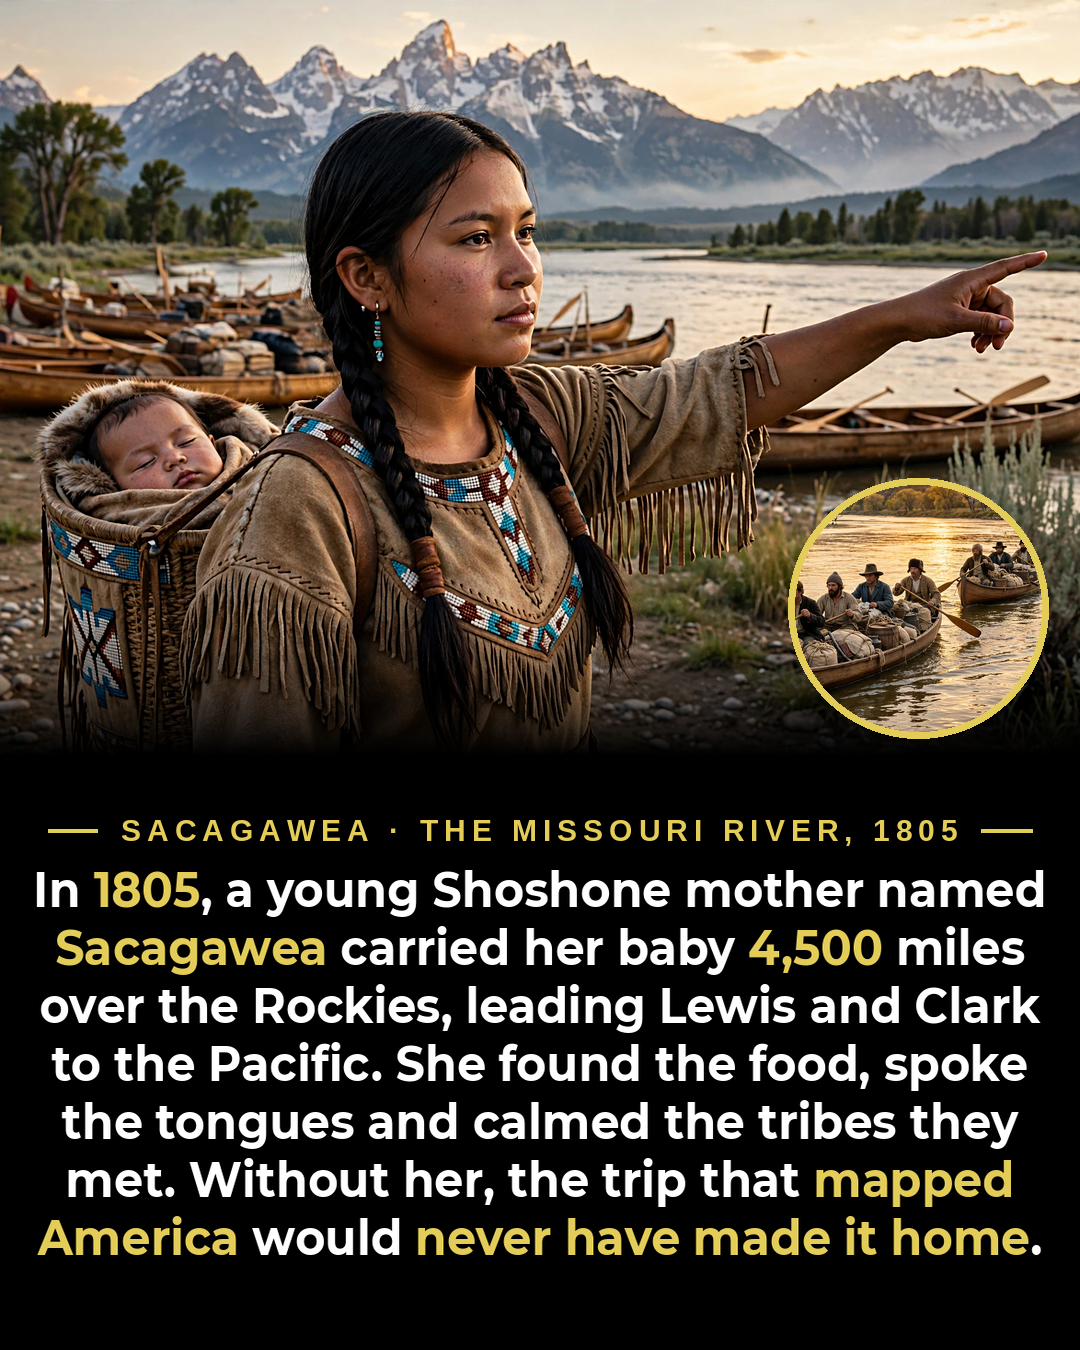 SACAGAWEA · THE MISSOURI RIVER, 1805
In 1805, a young Shoshone mother named
Sacagawea carried her baby 4,500 miles
over the Rockies, leading Lewis and Clark
to the Pacific. She found the food, spoke
the tongues and calmed the tribes they
met. Without her, the trip that mapped
America would never have made it home.